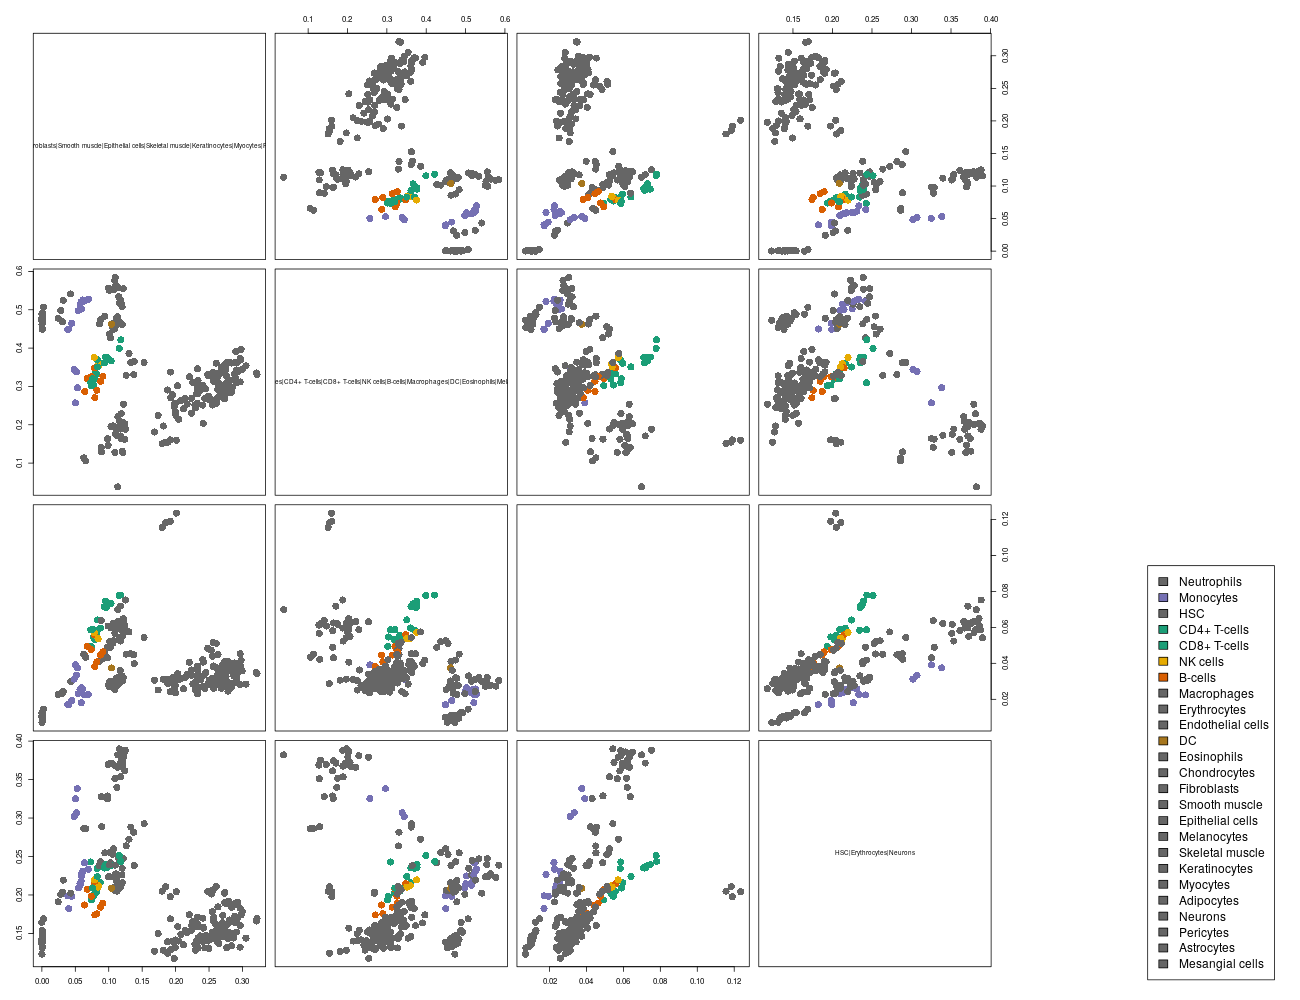 0.1 0.2 0.3 0.4 0.5 0.6
0.15 0.20 0.25 0.30 0.35 0.40
roblasts|Smooth muscle|Epithelial cells|Skeletal muscle|Keratinocytes|Myocytes|F
0.00 0.05 0.10 0.15 0.20 0.25 0.30
es|CD4+ T-cells|CD8+ T-cells|NK cells|B-cells|Macrophages|DC|Eosinophils|Mel
0.1 0.2 0.3 0.4 0.5 0.6
0.02 0.04 0.06 0.08 0.10 0.12
HSC|Erythrocytes|Neurons
0.15 0.20 0.25 0.30 0.35 0.40
0.00 0.05 0.10 0.15 0.20 0.25 0.30
0.02 0.04 0.06 0.08 0.10 0.12
Neutrophils
Monocytes
HSC
CD4+ T-cells
CD8+ T-cells
NK cells
B-cells
Macrophages
Erythrocytes
Endothelial cells
DC
Eosinophils
Chondrocytes
Fibroblasts
Smooth muscle
Epithelial cells
Melanocytes
Skeletal muscle
Keratinocytes
Myocytes
Adipocytes
Neurons
Pericytes
Astrocytes
Mesangial cells